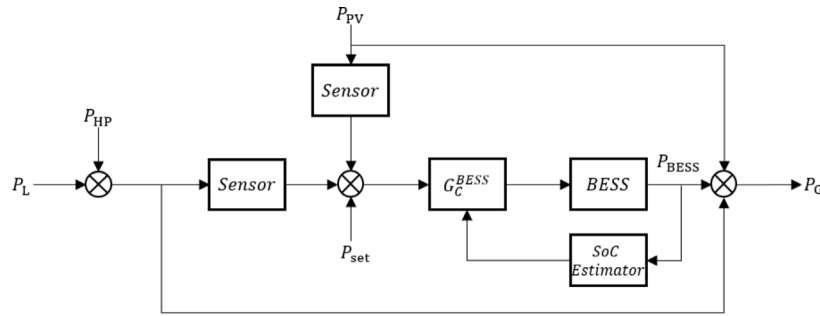 P_PV
Sensor
P_HP
P_L
Sensor
G_C^BESS
BESS
P_BESS
P_G
P_set
SoC
Estimator